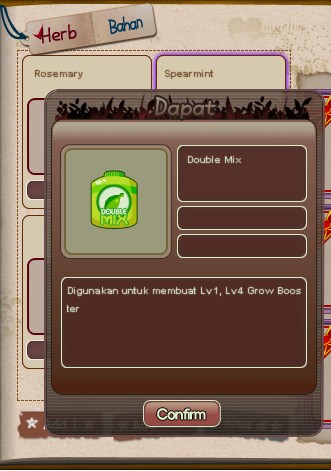 Herb
Bahan
Rosemary
Spearmint
Dapat
Double Mix
DOUBLE
MIX
Digunakan untuk membuat Lv1, Lv4 Grow Boos
ter
Confirm